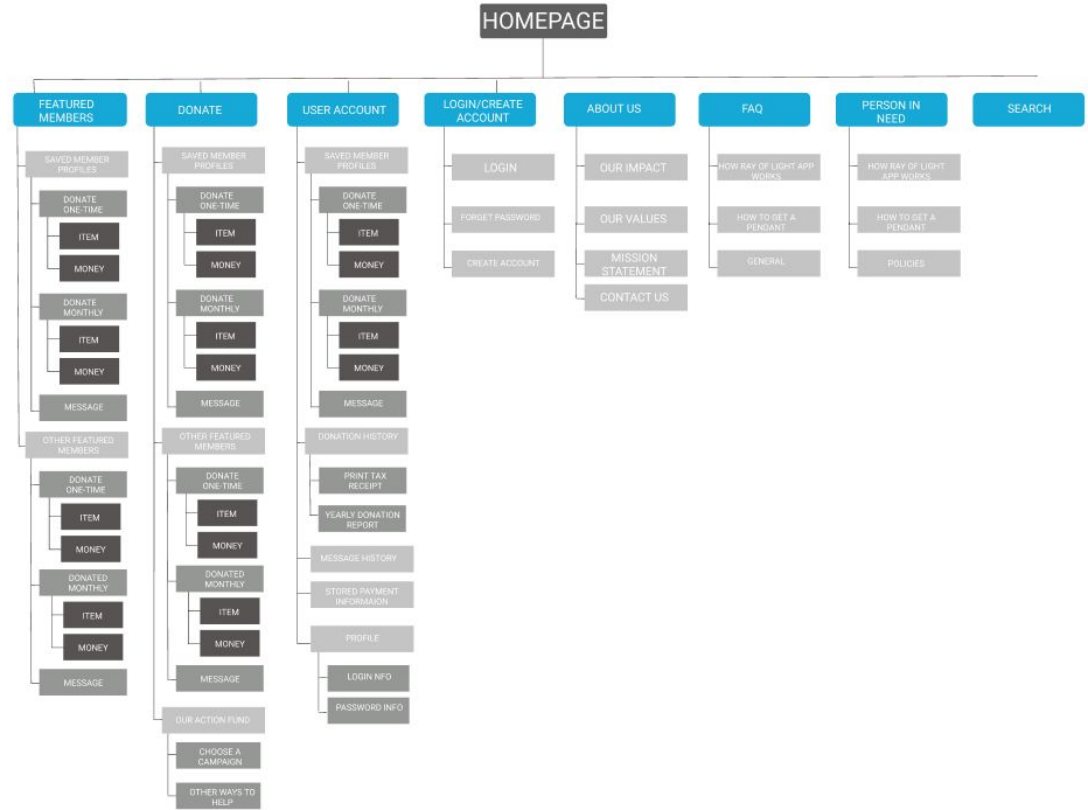 HOMEPAGE
FEATURED
MEMBERS
SAVED MEMBER
PROFILES
DONATE
ONE-TIME
ITEM
MONEY
DONATE
MONTHLY
ITEM
MONEY
MESSAGE
OTHER FEATURED
MEMBERS
DONATE
ONE-TIME
ITEM
MONEY
DONATED
MONTHLY
ITEM
MONEY
MESSAGE
DONATE
SAVED MEMBER
PROFILES
DONATE
ONE-TIME
ITEM
MONEY
DONATE
MONTHLY
ITEM
MONEY
MESSAGE
OTHER FEATURED
MEMBERS
DONATE
ONE-TIME
ITEM
MONEY
DONATED
MONTHLY
ITEM
MONEY
MESSAGE
OUR ACTION FUND
CHOOSE A
CAMPAIGN
OTHER WAYS TO
HELP
USER ACCOUNT
SAVED MEMBER
PROFILES
DONATE
ONE-TIME
ITEM
MONEY
DONATE
MONTHLY
ITEM
MONEY
MESSAGE
DONATION HISTORY
PRINT TAX
RECEIPT
YEARLY DONATION
REPORT
MESSAGE HISTORY
STORED PAYMENT
INFORMAION
PROFILE
LOGIN NFO
PASSWORD INFO
LOGIN/CREATE
ACCOUNT
LOGIN
FORGET PASSWORD
CREATE ACCOUNT
ABOUT US
OUR IMPACT
OUR VALUES
MISSION
STATEMENT
CONTACT US
FAQ
HOW RAY OF LIGHT APP
WORKS
HOW TO GET A
PENDANT
GENERAL
PERSON IN
NEED
HOW RAY OF LIGHT
APP WORKS
HOW TO GET A
PENDANT
POLICIES
SEARCH